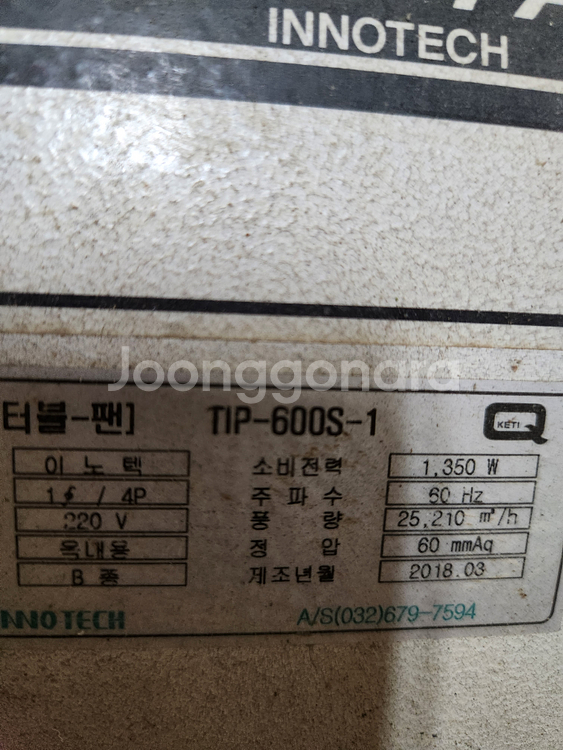 INNOTECH
Joonggonara
터블-팬] TIP-600S-1 KETI
이 노 텍 소비전력 1,350 W
1∮ / 4P 주 파 수 60 Hz
220 V 풍 량 25,210 ㎥/h
옥내용 정 압 60 mmAq
B 종 제조년월 2018.03
INNOTECH A/S(032)679-7594